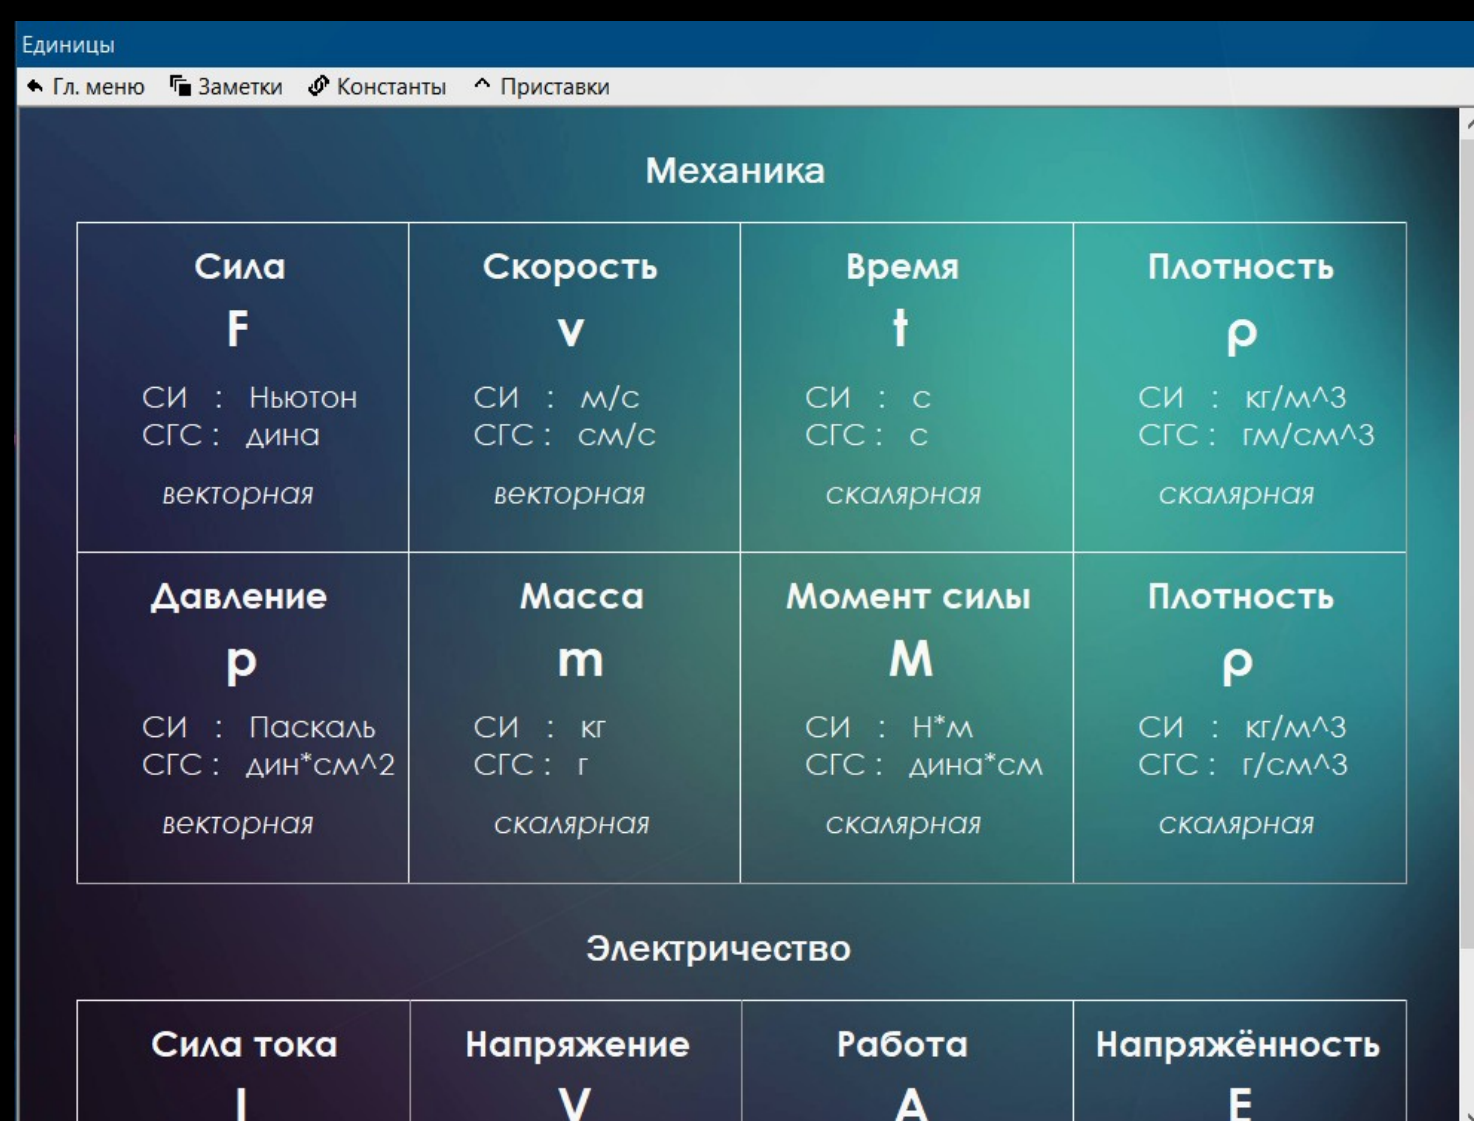 Единицы
Гл. меню Заметки Константы Приставки
Механика
Сила Скорость Время Плотность
F v t ρ
СИ : Ньютон СИ : м/с СИ : с СИ : кг/м^3
СГС : дина СГС : см/с СГС : с СГС : гм/см^3
векторная векторная скалярная скалярная
Давление Масса Момент силы Плотность
p m M ρ
СИ : Паскаль СИ : кг СИ : Н*м СИ : кг/м^3
СГС : дин*см^2 СГС : г СГС : дина*см СГС : г/см^3
векторная скалярная скалярная скалярная
Электричество
Сила тока Напряжение Работа Напряжённость
I V A E